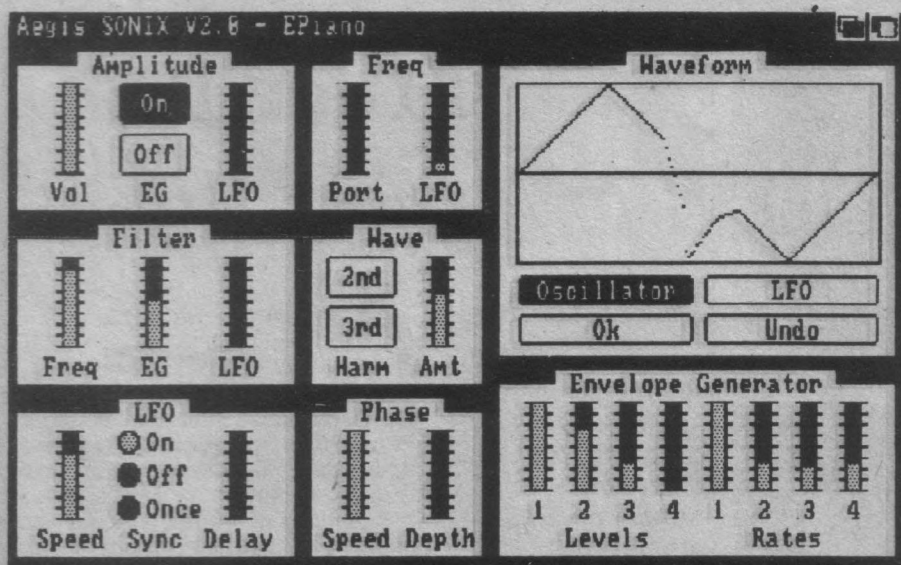 Aegis SONIX V2.0 - EPiano
Amplitude
On
Off
Vol EG LFO
Freq
Port LFO
Waveform
Oscillator LFO
Ok Undo
Filter
Freq EG LFO
Wave
2nd
3rd
Harm Amt
LFO
On
Off
Once
Speed Sync Delay
Phase
Speed Depth
Envelope Generator
1 2 3 4 1 2 3 4
Levels Rates